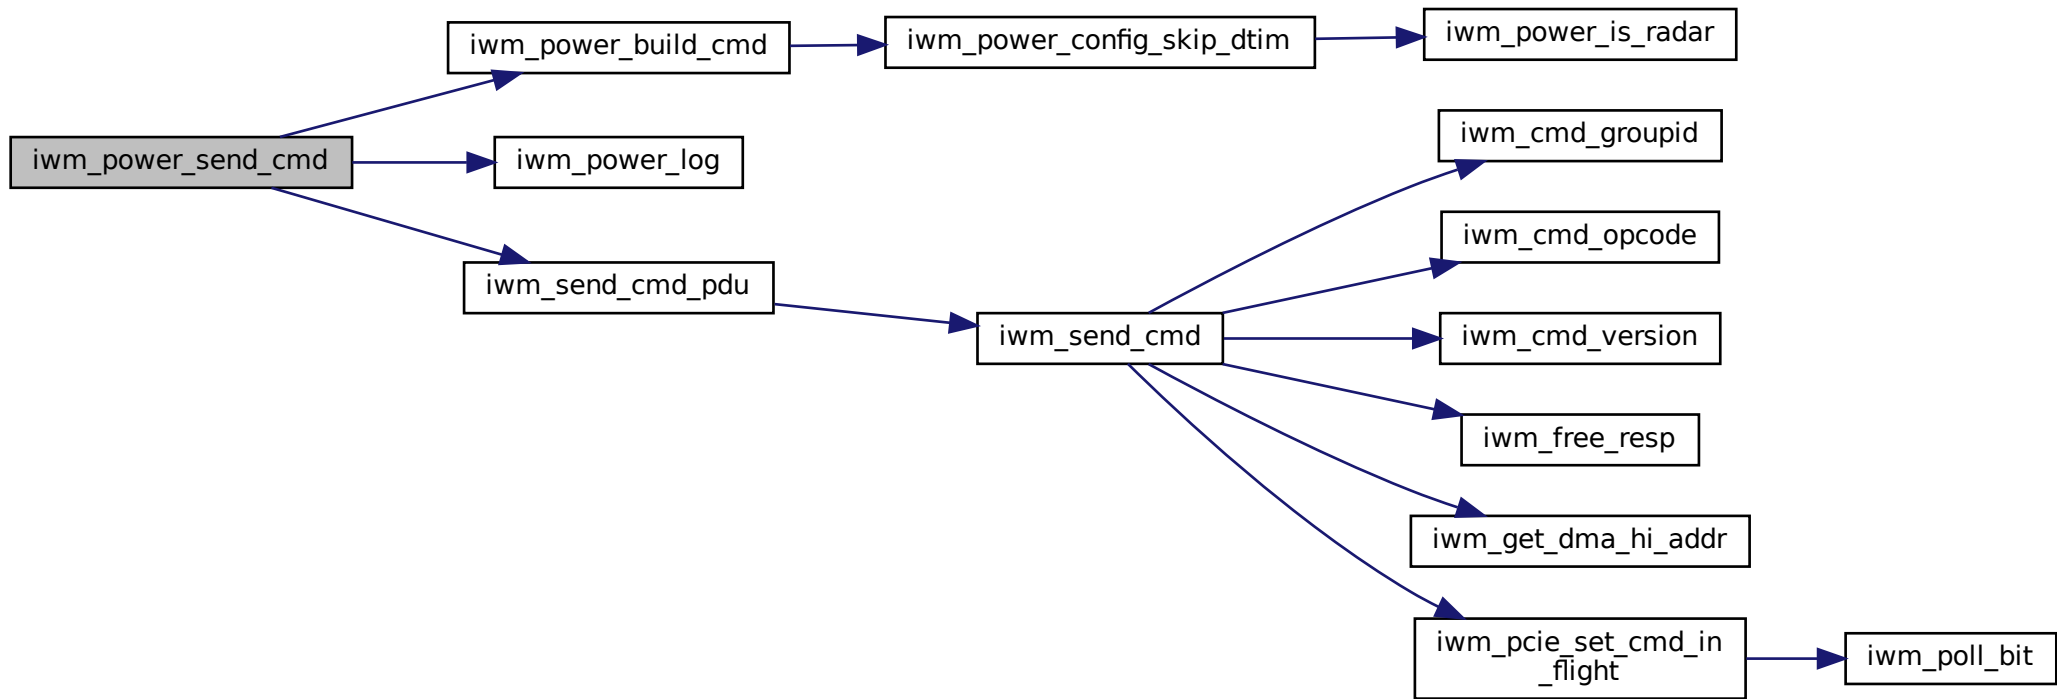 iwm_power_send_cmd
iwm_power_build_cmd
iwm_power_config_skip_dtim
iwm_power_is_radar
iwm_power_log
iwm_send_cmd_pdu
iwm_send_cmd
iwm_cmd_groupid
iwm_cmd_opcode
iwm_cmd_version
iwm_free_resp
iwm_get_dma_hi_addr
iwm_pcie_set_cmd_in
_flight
iwm_poll_bit